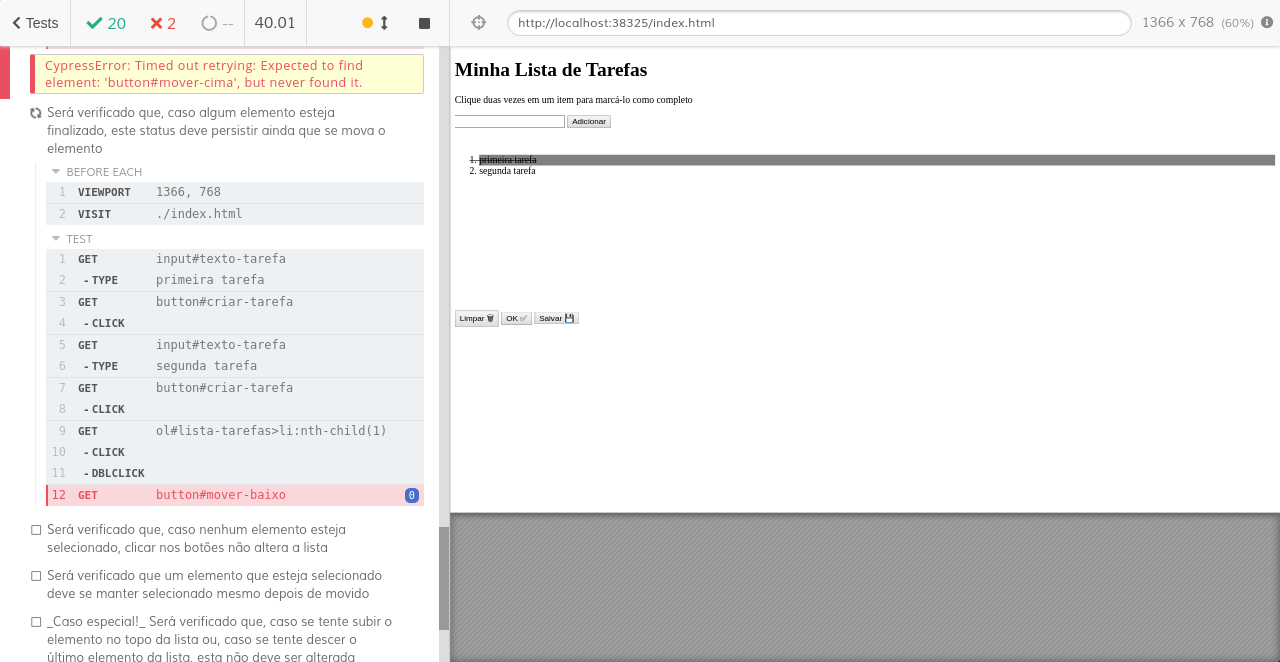 Tests 20 2 -- 40.01
CypressError: Timed out retrying: Expected to find
element: 'button#mover-cima', but never found it.
Será verificado que, caso algum elemento esteja
finalizado, este status deve persistir ainda que se mova o
elemento
BEFORE EACH
1 VIEWPORT 1366, 768
2 VISIT ./index.html
TEST
1 GET input#texto-tarefa
2 -TYPE primeira tarefa
3 GET button#criar-tarefa
4 -CLICK
5 GET input#texto-tarefa
6 -TYPE segunda tarefa
7 GET button#criar-tarefa
8 -CLICK
9 GET ol#lista-tarefas>li:nth-child(1)
10 -CLICK
11 -DBLCLICK
12 GET button#mover-baixo 0
Será verificado que, caso nenhum elemento esteja
selecionado, clicar nos botões não altera a lista
Será verificado que um elemento que esteja selecionado
deve se manter selecionado mesmo depois de movido
_Caso especial!_ Será verificado que, caso se tente subir o
elemento no topo da lista ou, caso se tente descer o
último elemento da lista, esta não deve ser alterada
http://localhost:38325/index.html 1366 x 768 (60%)
Minha Lista de Tarefas
Clique duas vezes em um item para marcá-lo como completo
Adicionar
1. primeira tarefa
2. segunda tarefa
Limpar 🗑 OK ✅ Salvar 💾